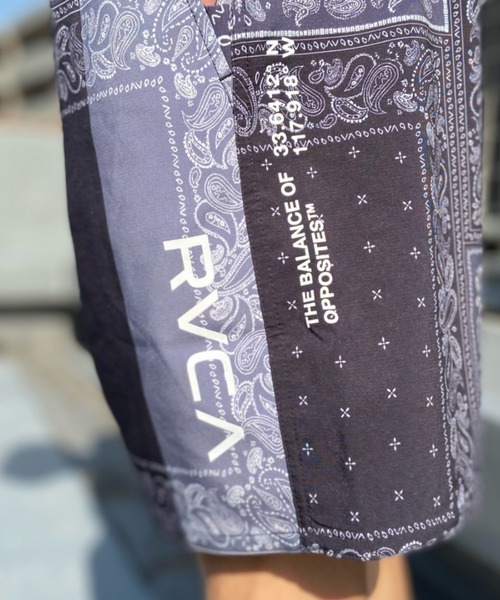 RVCA
THE BALANCE OF 33.6412 N
OPPOSITES™ 117.918 W